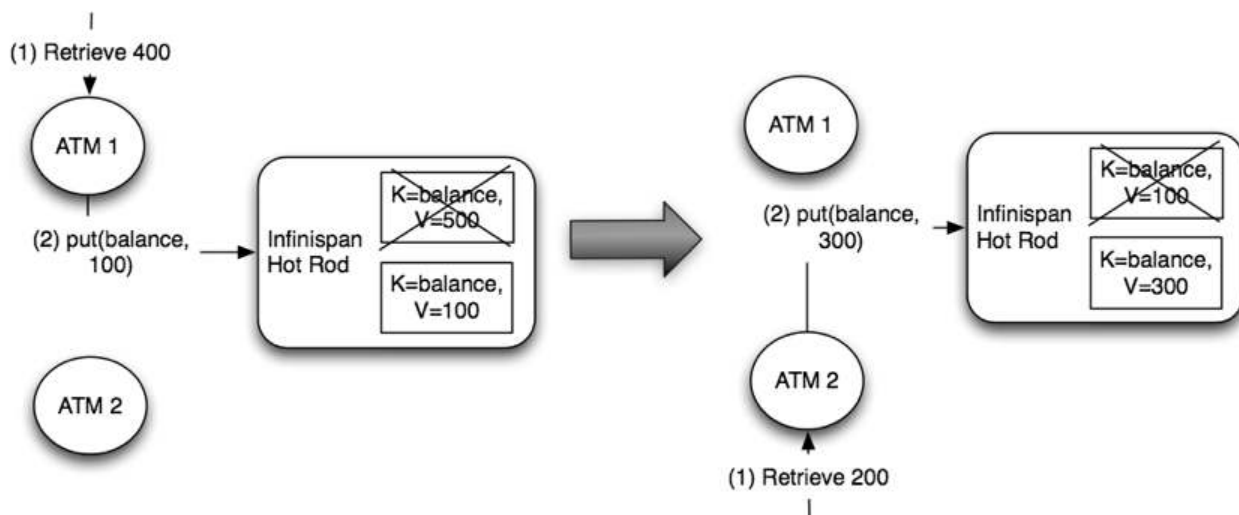 (1) Retrieve 400
ATM 1
(2) put(balance,
100)
Infinispan
Hot Rod
K=balance,
V=500
K=balance,
V=100
ATM 2
ATM 1
(2) put(balance,
300)
Infinispan
Hot Rod
K=balance,
V=100
K=balance,
V=300
ATM 2
(1) Retrieve 200